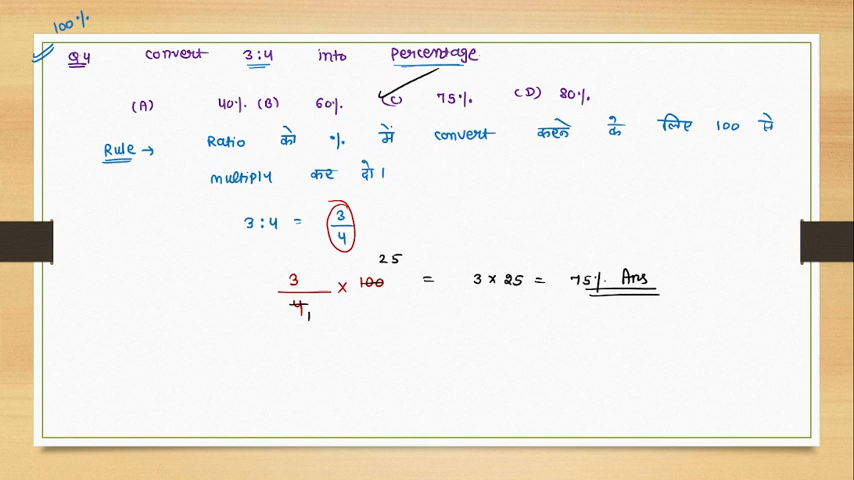 100%
Q4 convert 3:4 into Percentage
(A) 40% (B) 60% (C) 75% (D) 80%
Rule → Ratio को % में convert करने के लिए 100 से
multiply कर दो।
3:4 = 3/4
25
3/4 × 100 = 3 × 25 = 75% Ans
1